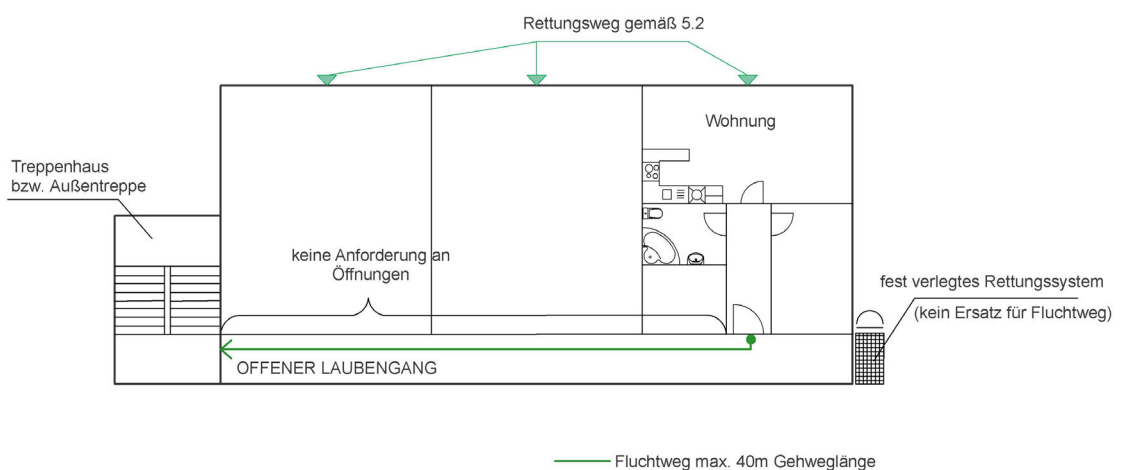 Rettungsweg gemäß 5.2
Wohnung
Treppenhaus
bzw. Außentreppe
keine Anforderung an
Öffnungen
fest verlegtes Rettungssystem
(kein Ersatz für Fluchtweg)
OFFENER LAUBENGANG
Fluchtweg max. 40m Gehweglänge